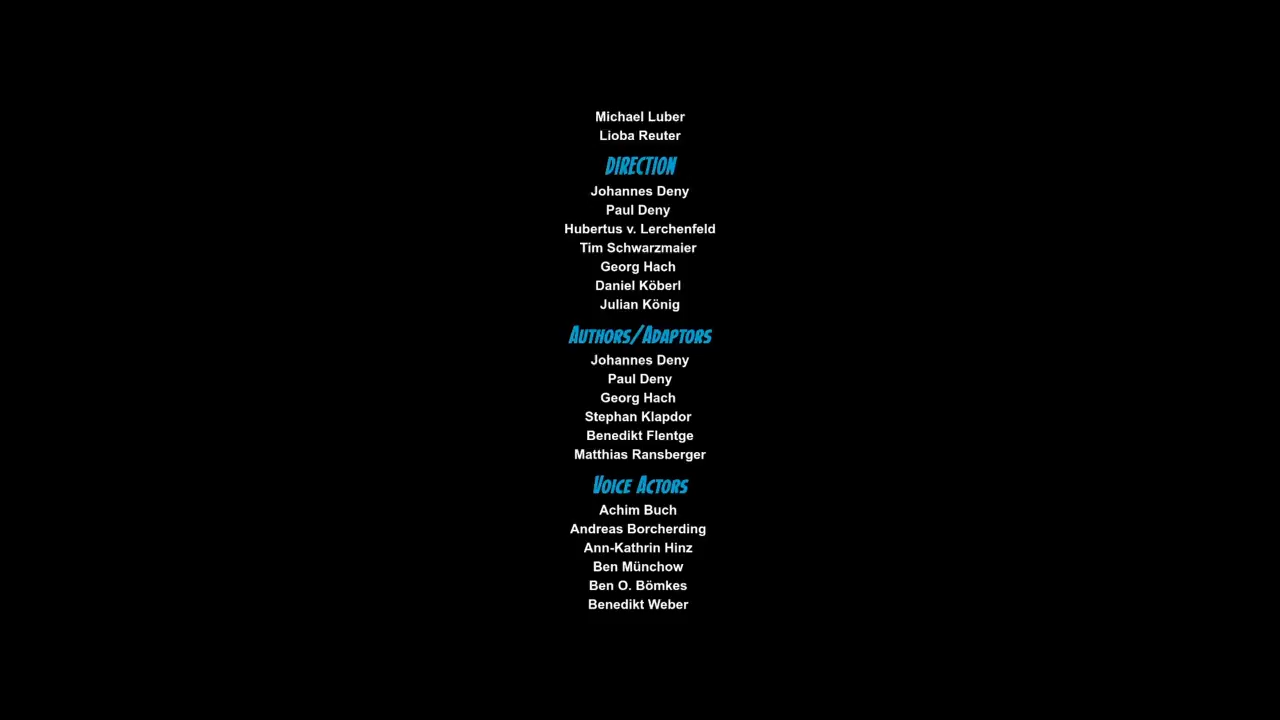 Michael Luber
Lioba Reuter
DIRECTION
Johannes Deny
Paul Deny
Hubertus v. Lerchenfeld
Tim Schwarzmaier
Georg Hach
Daniel Köberl
Julian König
AUTHORS/ADAPTORS
Johannes Deny
Paul Deny
Georg Hach
Stephan Klapdor
Benedikt Flentge
Matthias Ransberger
VOICE ACTORS
Achim Buch
Andreas Borcherding
Ann-Kathrin Hinz
Ben Münchow
Ben O. Bömkes
Benedikt Weber